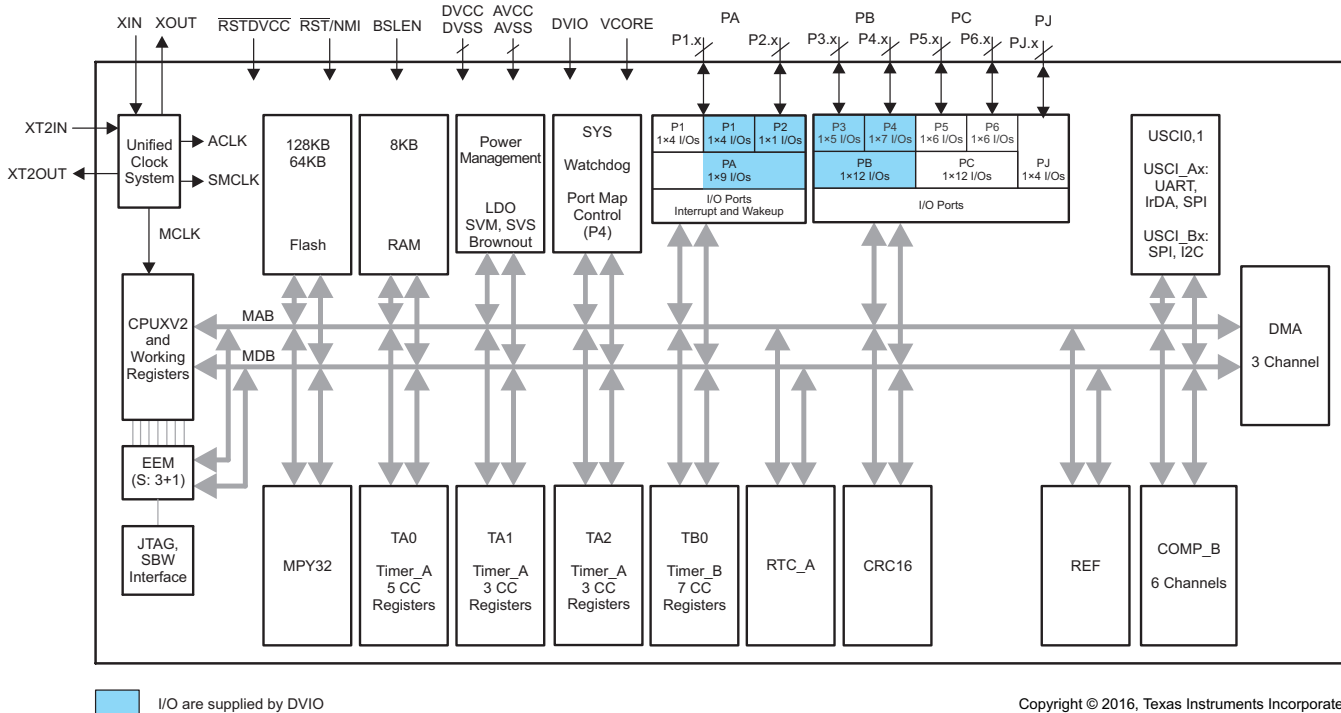 XIN
XOUT
RSTDVCC
RST/NMI
BSLEN
DVCC
DVSS
AVCC
AVSS
DVIO
VCORE
PA
P1.x
P2.x
PB
P3.x
P4.x
PC
P5.x
P6.x
PJ
PJ.x
XT2IN
XT2OUT
Unified
Clock
System
ACLK
SMCLK
MCLK
128KB
64KB
Flash
8KB
RAM
Power
Management
LDO
SVM, SVS
Brownout
SYS
Watchdog
Port Map
Control
(P4)
P1
1×4 I/Os
P1
1×4 I/Os
P2
1×1 I/Os
PA
1×9 I/Os
I/O Ports
Interrupt and Wakeup
P3
1×5 I/Os
P4
1×7 I/Os
P5
1×6 I/Os
P6
1×6 I/Os
PB
1×12 I/Os
PC
1×12 I/Os
PJ
1×4 I/Os
I/O Ports
USCI0,1
USCI_Ax:
UART,
IrDA, SPI
USCI_Bx:
SPI, I2C
CPUXV2
and
Working
Registers
MAB
MDB
DMA
3 Channel
EEM
(S: 3+1)
JTAG,
SBW
Interface
MPY32
TA0
Timer_A
5 CC
Registers
TA1
Timer_A
3 CC
Registers
TA2
Timer_A
3 CC
Registers
TB0
Timer_B
7 CC
Registers
RTC_A
CRC16
REF
COMP_B
6 Channels
I/O are supplied by DVIO
Copyright © 2016, Texas Instruments Incorporate